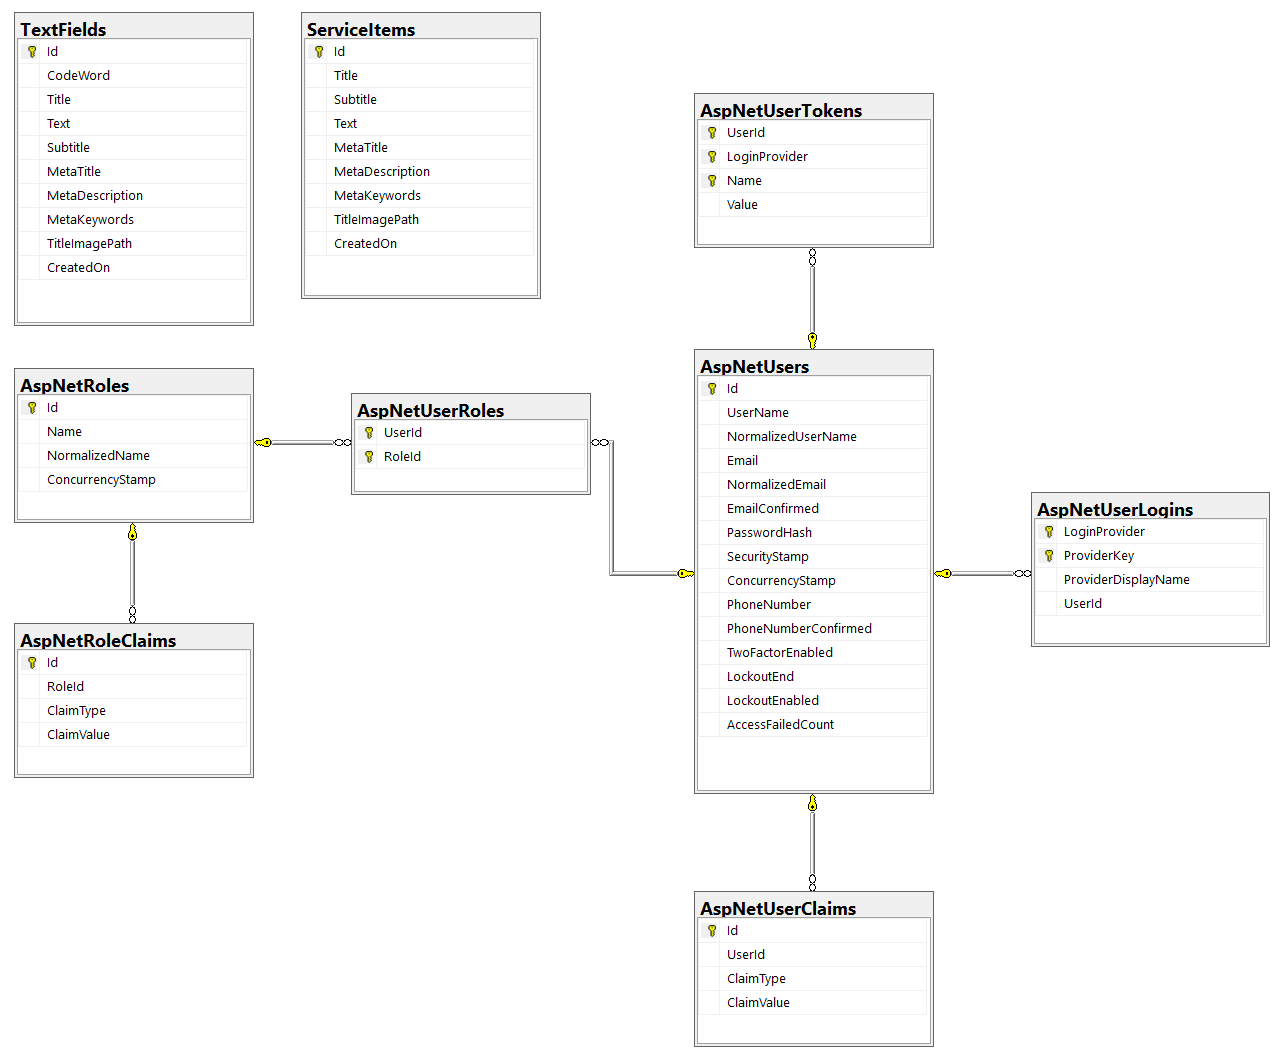 TextFields
Id
CodeWord
Title
Text
Subtitle
MetaTitle
MetaDescription
MetaKeywords
TitleImagePath
CreatedOn
ServiceItems
Id
Title
Subtitle
Text
MetaTitle
MetaDescription
MetaKeywords
TitleImagePath
CreatedOn
AspNetUserTokens
UserId
LoginProvider
Name
Value
AspNetRoles
Id
Name
NormalizedName
ConcurrencyStamp
AspNetUserRoles
UserId
RoleId
AspNetUsers
Id
UserName
NormalizedUserName
Email
NormalizedEmail
EmailConfirmed
PasswordHash
SecurityStamp
ConcurrencyStamp
PhoneNumber
PhoneNumberConfirmed
TwoFactorEnabled
LockoutEnd
LockoutEnabled
AccessFailedCount
AspNetUserLogins
LoginProvider
ProviderKey
ProviderDisplayName
UserId
AspNetRoleClaims
Id
RoleId
ClaimType
ClaimValue
AspNetUserClaims
Id
UserId
ClaimType
ClaimValue